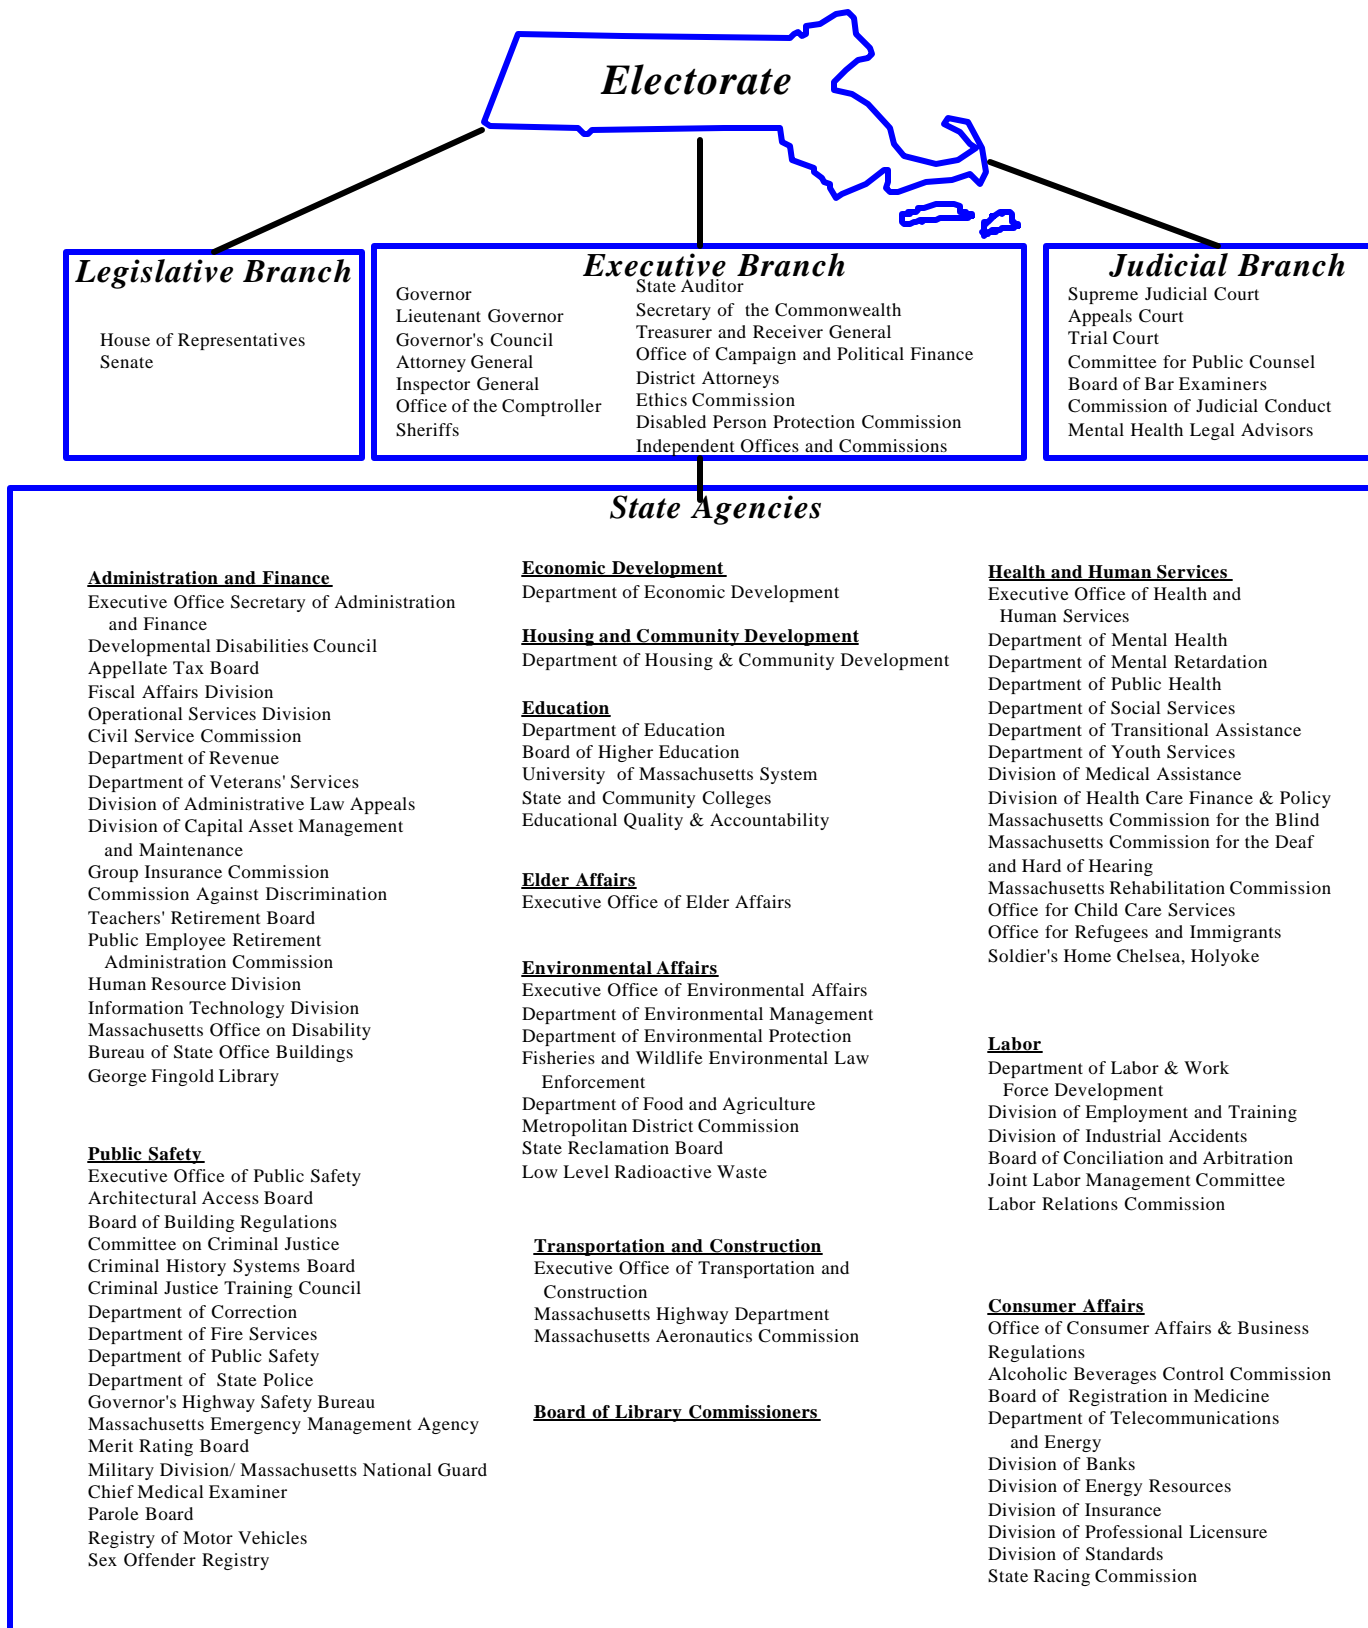 Electorate
Legislative Branch
House of Representatives
Senate
Executive Branch
Governor
Lieutenant Governor
Governor's Council
Attorney General
Inspector General
Office of the Comptroller
Sheriffs
State Auditor
Secretary of the Commonwealth
Treasurer and Receiver General
Office of Campaign and Political Finance
District Attorneys
Ethics Commission
Disabled Person Protection Commission
Independent Offices and Commissions
Judicial Branch
Supreme Judicial Court
Appeals Court
Trial Court
Committee for Public Counsel
Board of Bar Examiners
Commission of Judicial Conduct
Mental Health Legal Advisors
State Agencies
Administration and Finance
Executive Office Secretary of Administration
and Finance
Developmental Disabilities Council
Appellate Tax Board
Fiscal Affairs Division
Operational Services Division
Civil Service Commission
Department of Revenue
Department of Veterans' Services
Division of Administrative Law Appeals
Division of Capital Asset Management
and Maintenance
Group Insurance Commission
Commission Against Discrimination
Teachers' Retirement Board
Public Employee Retirement
Administration Commission
Human Resource Division
Information Technology Division
Massachusetts Office on Disability
Bureau of State Office Buildings
George Fingold Library
Public Safety
Executive Office of Public Safety
Architectural Access Board
Board of Building Regulations
Committee on Criminal Justice
Criminal History Systems Board
Criminal Justice Training Council
Department of Correction
Department of Fire Services
Department of Public Safety
Department of State Police
Governor's Highway Safety Bureau
Massachusetts Emergency Management Agency
Merit Rating Board
Military Division/ Massachusetts National Guard
Chief Medical Examiner
Parole Board
Registry of Motor Vehicles
Sex Offender Registry
Economic Development
Department of Economic Development
Housing and Community Development
Department of Housing & Community Development
Education
Department of Education
Board of Higher Education
University of Massachusetts System
State and Community Colleges
Educational Quality & Accountability
Elder Affairs
Executive Office of Elder Affairs
Environmental Affairs
Executive Office of Environmental Affairs
Department of Environmental Management
Department of Environmental Protection
Fisheries and Wildlife Environmental Law
Enforcement
Department of Food and Agriculture
Metropolitan District Commission
State Reclamation Board
Low Level Radioactive Waste
Transportation and Construction
Executive Office of Transportation and
Construction
Massachusetts Highway Department
Massachusetts Aeronautics Commission
Board of Library Commissioners
Health and Human Services
Executive Office of Health and
Human Services
Department of Mental Health
Department of Mental Retardation
Department of Public Health
Department of Social Services
Department of Transitional Assistance
Department of Youth Services
Division of Medical Assistance
Division of Health Care Finance & Policy
Massachusetts Commission for the Blind
Massachusetts Commission for the Deaf
and Hard of Hearing
Massachusetts Rehabilitation Commission
Office for Child Care Services
Office for Refugees and Immigrants
Soldier's Home Chelsea, Holyoke
Labor
Department of Labor & Work
Force Development
Division of Employment and Training
Division of Industrial Accidents
Board of Conciliation and Arbitration
Joint Labor Management Committee
Labor Relations Commission
Consumer Affairs
Office of Consumer Affairs & Business
Regulations
Alcoholic Beverages Control Commission
Board of Registration in Medicine
Department of Telecommunications
and Energy
Division of Banks
Division of Energy Resources
Division of Insurance
Division of Professional Licensure
Division of Standards
State Racing Commission